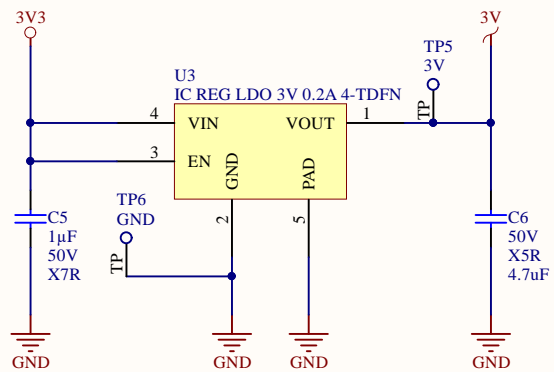 3V3
3V
TP5
3V
TP
U3
IC REG LDO 3V 0.2A 4-TDFN
4
VIN
VOUT
1
3
EN
GND
PAD
2
5
TP6
GND
TP
C5
1µF
50V
X7R
C6
50V
X5R
4.7uF
GND
GND
GND
GND